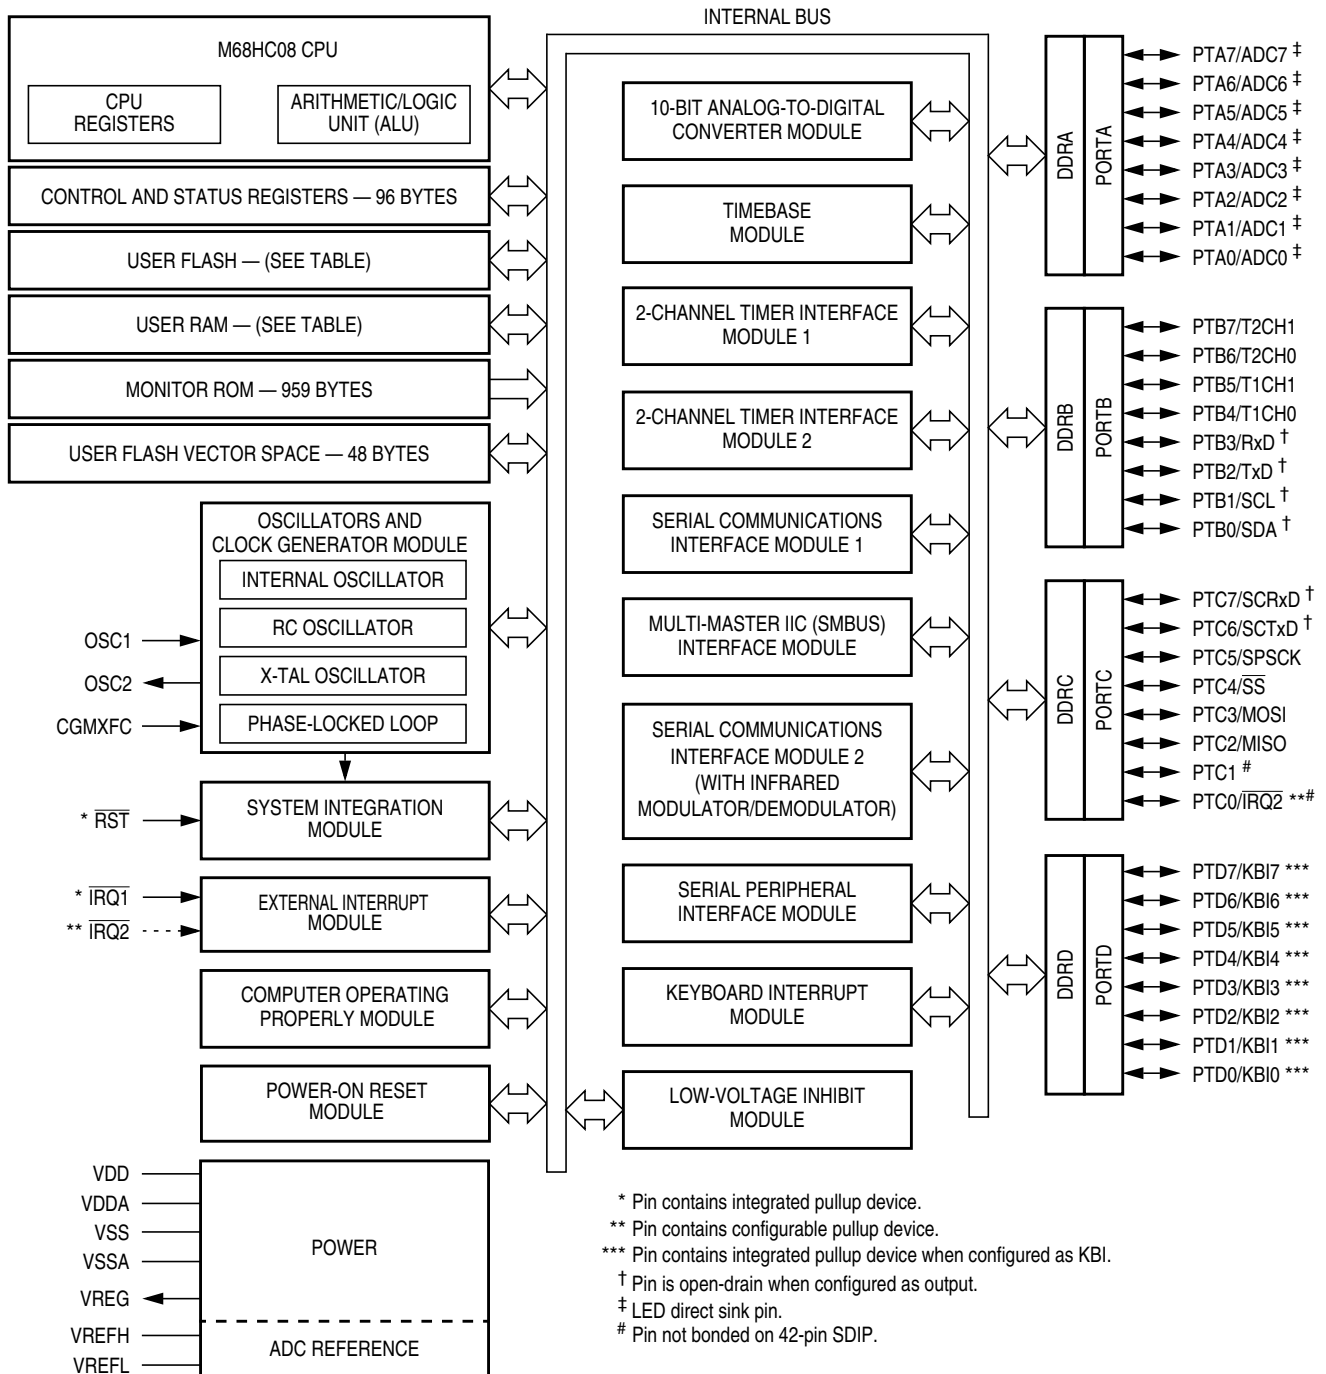 INTERNAL BUS
M68HC08 CPU
CPU
REGISTERS
ARITHMETIC/LOGIC
UNIT (ALU)
CONTROL AND STATUS REGISTERS — 96 BYTES
USER FLASH — (SEE TABLE)
USER RAM — (SEE TABLE)
MONITOR ROM — 959 BYTES
USER FLASH VECTOR SPACE — 48 BYTES
OSCILLATORS AND
CLOCK GENERATOR MODULE
INTERNAL OSCILLATOR
RC OSCILLATOR
X-TAL OSCILLATOR
PHASE-LOCKED LOOP
OSC1
OSC2
CGMXFC
SYSTEM INTEGRATION
MODULE
* RST
EXTERNAL INTERRUPT
MODULE
* IRQ1
** IRQ2
COMPUTER OPERATING
PROPERLY MODULE
POWER-ON RESET
MODULE
VDD
VDDA
VSS
VSSA
VREG
VREFH
VREFL
POWER
ADC REFERENCE
10-BIT ANALOG-TO-DIGITAL
CONVERTER MODULE
TIMEBASE
MODULE
2-CHANNEL TIMER INTERFACE
MODULE 1
2-CHANNEL TIMER INTERFACE
MODULE 2
SERIAL COMMUNICATIONS
INTERFACE MODULE 1
MULTI-MASTER IIC (SMBUS)
INTERFACE MODULE
SERIAL COMMUNICATIONS
INTERFACE MODULE 2
(WITH INFRARED
MODULATOR/DEMODULATOR)
SERIAL PERIPHERAL
INTERFACE MODULE
KEYBOARD INTERRUPT
MODULE
LOW-VOLTAGE INHIBIT
MODULE
DDRA
PORTA
PTA7/ADC7 ‡
PTA6/ADC6 ‡
PTA5/ADC5 ‡
PTA4/ADC4 ‡
PTA3/ADC3 ‡
PTA2/ADC2 ‡
PTA1/ADC1 ‡
PTA0/ADC0 ‡
DDRB
PORTB
PTB7/T2CH1
PTB6/T2CH0
PTB5/T1CH1
PTB4/T1CH0
PTB3/RxD †
PTB2/TxD †
PTB1/SCL †
PTB0/SDA †
DDRC
PORTC
PTC7/SCRxD †
PTC6/SCTxD †
PTC5/SPSCK
PTC4/SS
PTC3/MOSI
PTC2/MISO
PTC1 #
PTC0/IRQ2 **#
DDRD
PORTD
PTD7/KBI7 ***
PTD6/KBI6 ***
PTD5/KBI5 ***
PTD4/KBI4 ***
PTD3/KBI3 ***
PTD2/KBI2 ***
PTD1/KBI1 ***
PTD0/KBI0 ***
* Pin contains integrated pullup device.
** Pin contains configurable pullup device.
*** Pin contains integrated pullup device when configured as KBI.
† Pin is open-drain when configured as output.
‡ LED direct sink pin.
# Pin not bonded on 42-pin SDIP.